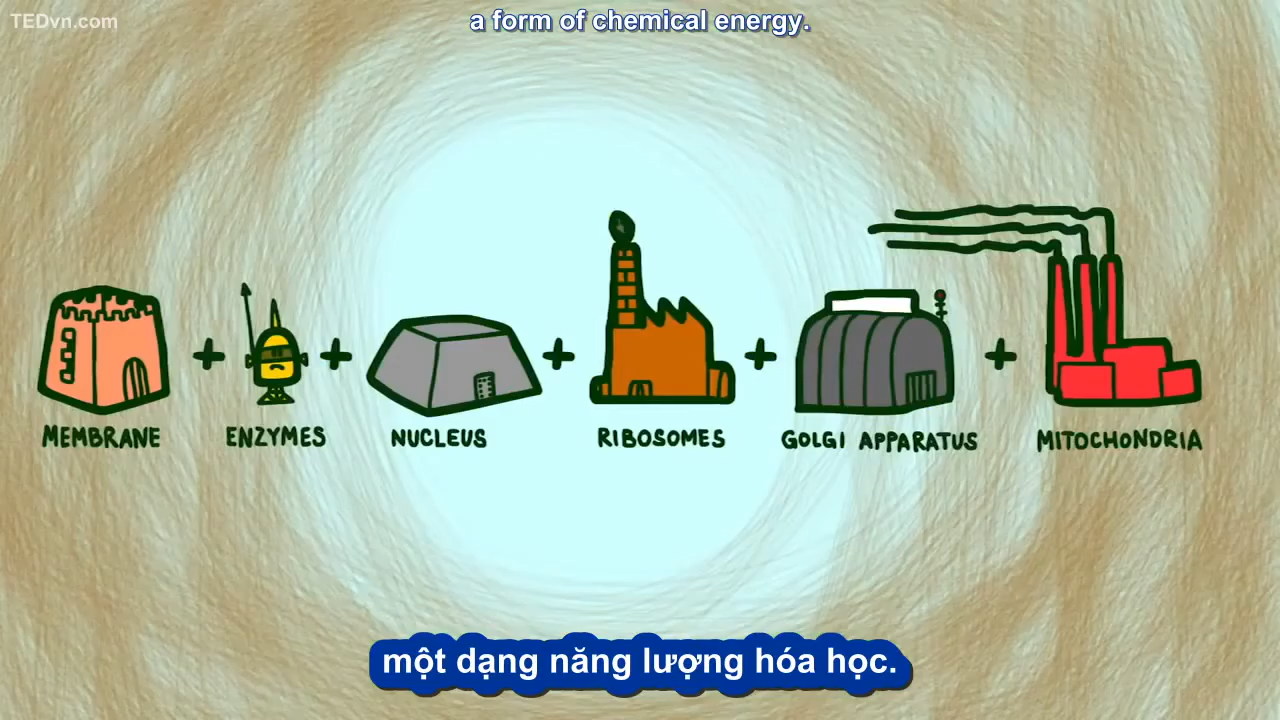 TEDvn.com
a form of chemical energy.
MEMBRANE
ENZYMES
NUCLEUS
RIBOSOMES
GOLGI APPARATUS
MITOCHONDRIA
một dạng năng lượng hóa học.